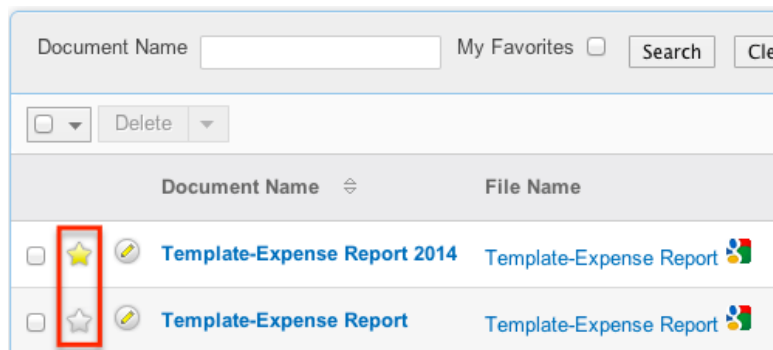 Document Name My Favorites Search Cle
Delete
Document Name File Name
Template-Expense Report 2014 Template-Expense Report
Template-Expense Report Template-Expense Report